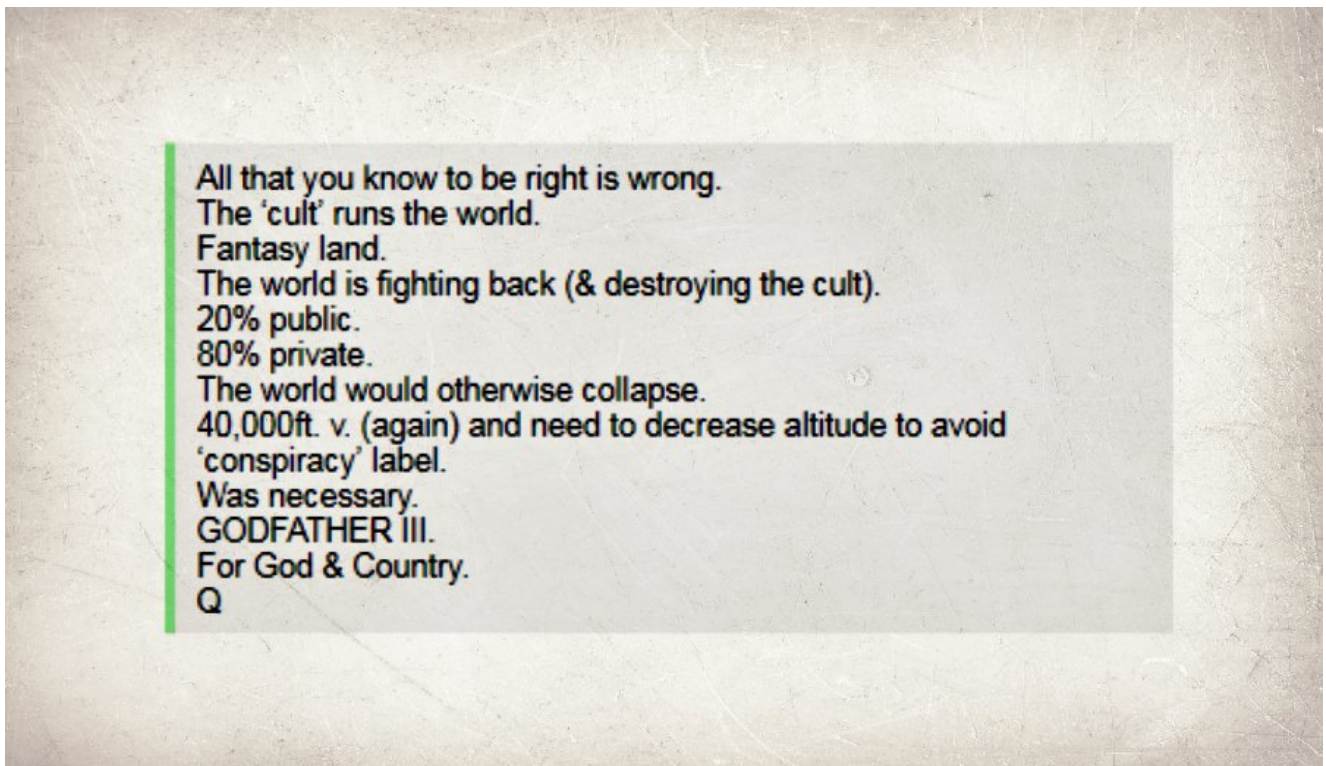 All that you know to be right is wrong.
The ‘cult’ runs the world.
Fantasy land.
The world is fighting back (& destroying the cult).
20% public.
80% private.
The world would otherwise collapse.
40,000ft. v. (again) and need to decrease altitude to avoid
‘conspiracy’ label.
Was necessary.
GODFATHER III.
For God & Country.
Q